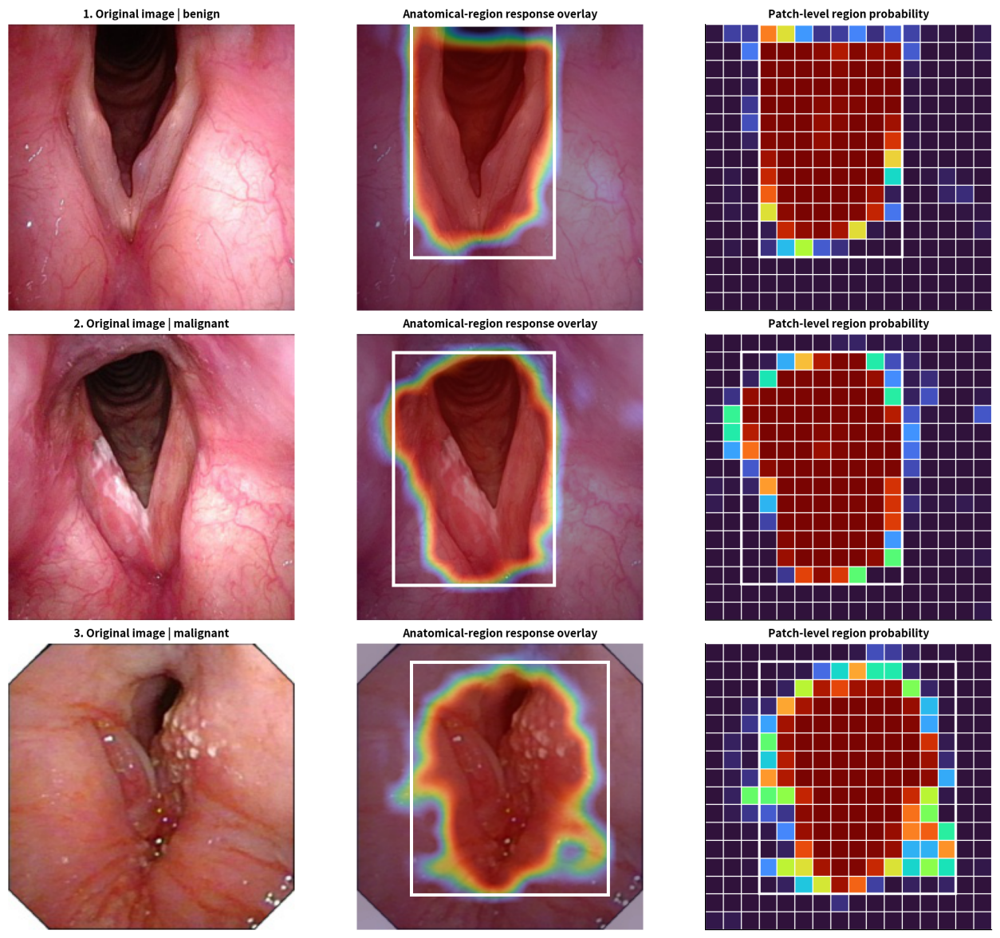 1. Original image | benign
Anatomical-region response overlay
Patch-level region probability
2. Original image | malignant
Anatomical-region response overlay
Patch-level region probability
3. Original image | malignant
Anatomical-region response overlay
Patch-level region probability